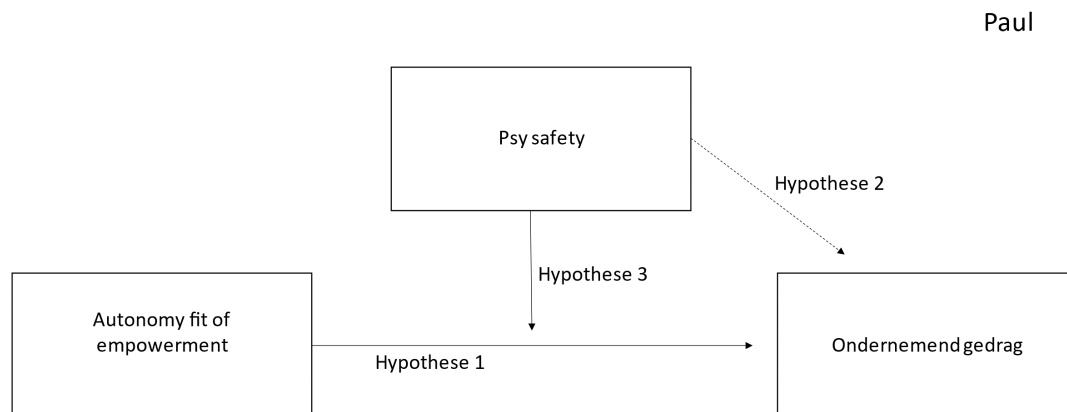 Paul
Psy safety
Hypothese 2
Hypothese 3
Autonomy fit of
empowerment
Hypothese 1
Ondernemend gedrag